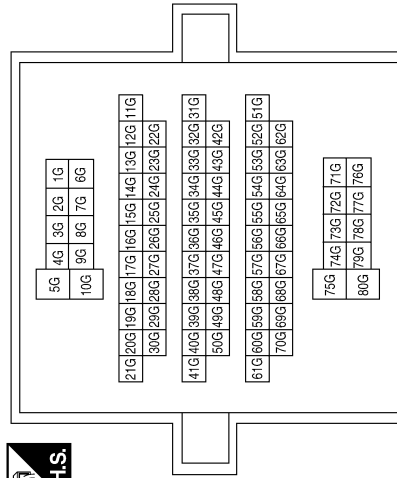 H.S.
5G 4G 3G 2G 1G
10G 9G 8G 7G 6G
21G 20G 19G 18G 17G 16G 15G 14G 13G 12G 11G
30G 29G 28G 27G 26G 25G 24G 23G 22G
41G 40G 39G 38G 37G 36G 35G 34G 33G 32G 31G
50G 49G 48G 47G 46G 45G 44G 43G 42G
61G 60G 59G 58G 57G 56G 55G 54G 53G 52G 51G
70G 69G 68G 67G 66G 65G 64G 63G 62G
75G 74G 73G 72G 71G
80G 79G 78G 77G 76G